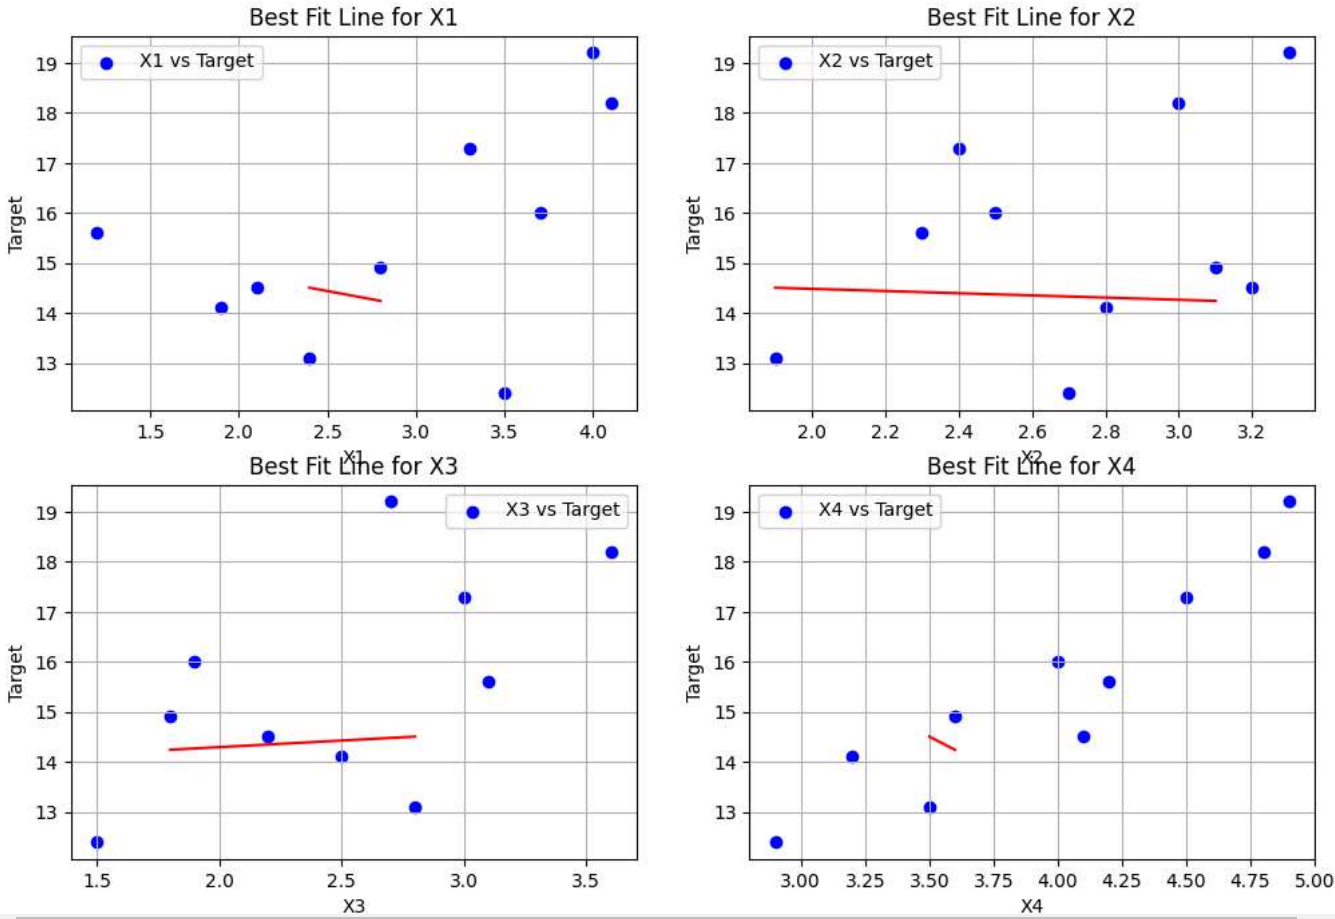 Best Fit Line for X1
X1 vs Target
Target
19
18
17
16
15
14
13
1.5 2.0 2.5 3.0 3.5 4.0
X1
Best Fit Line for X2
X2 vs Target
Target
19
18
17
16
15
14
13
2.0 2.2 2.4 2.6 2.8 3.0 3.2
X2
Best Fit Line for X3
X3 vs Target
Target
19
18
17
16
15
14
13
1.5 2.0 2.5 3.0 3.5
X3
Best Fit Line for X4
X4 vs Target
Target
19
18
17
16
15
14
13
3.00 3.25 3.50 3.75 4.00 4.25 4.50 4.75 5.00
X4